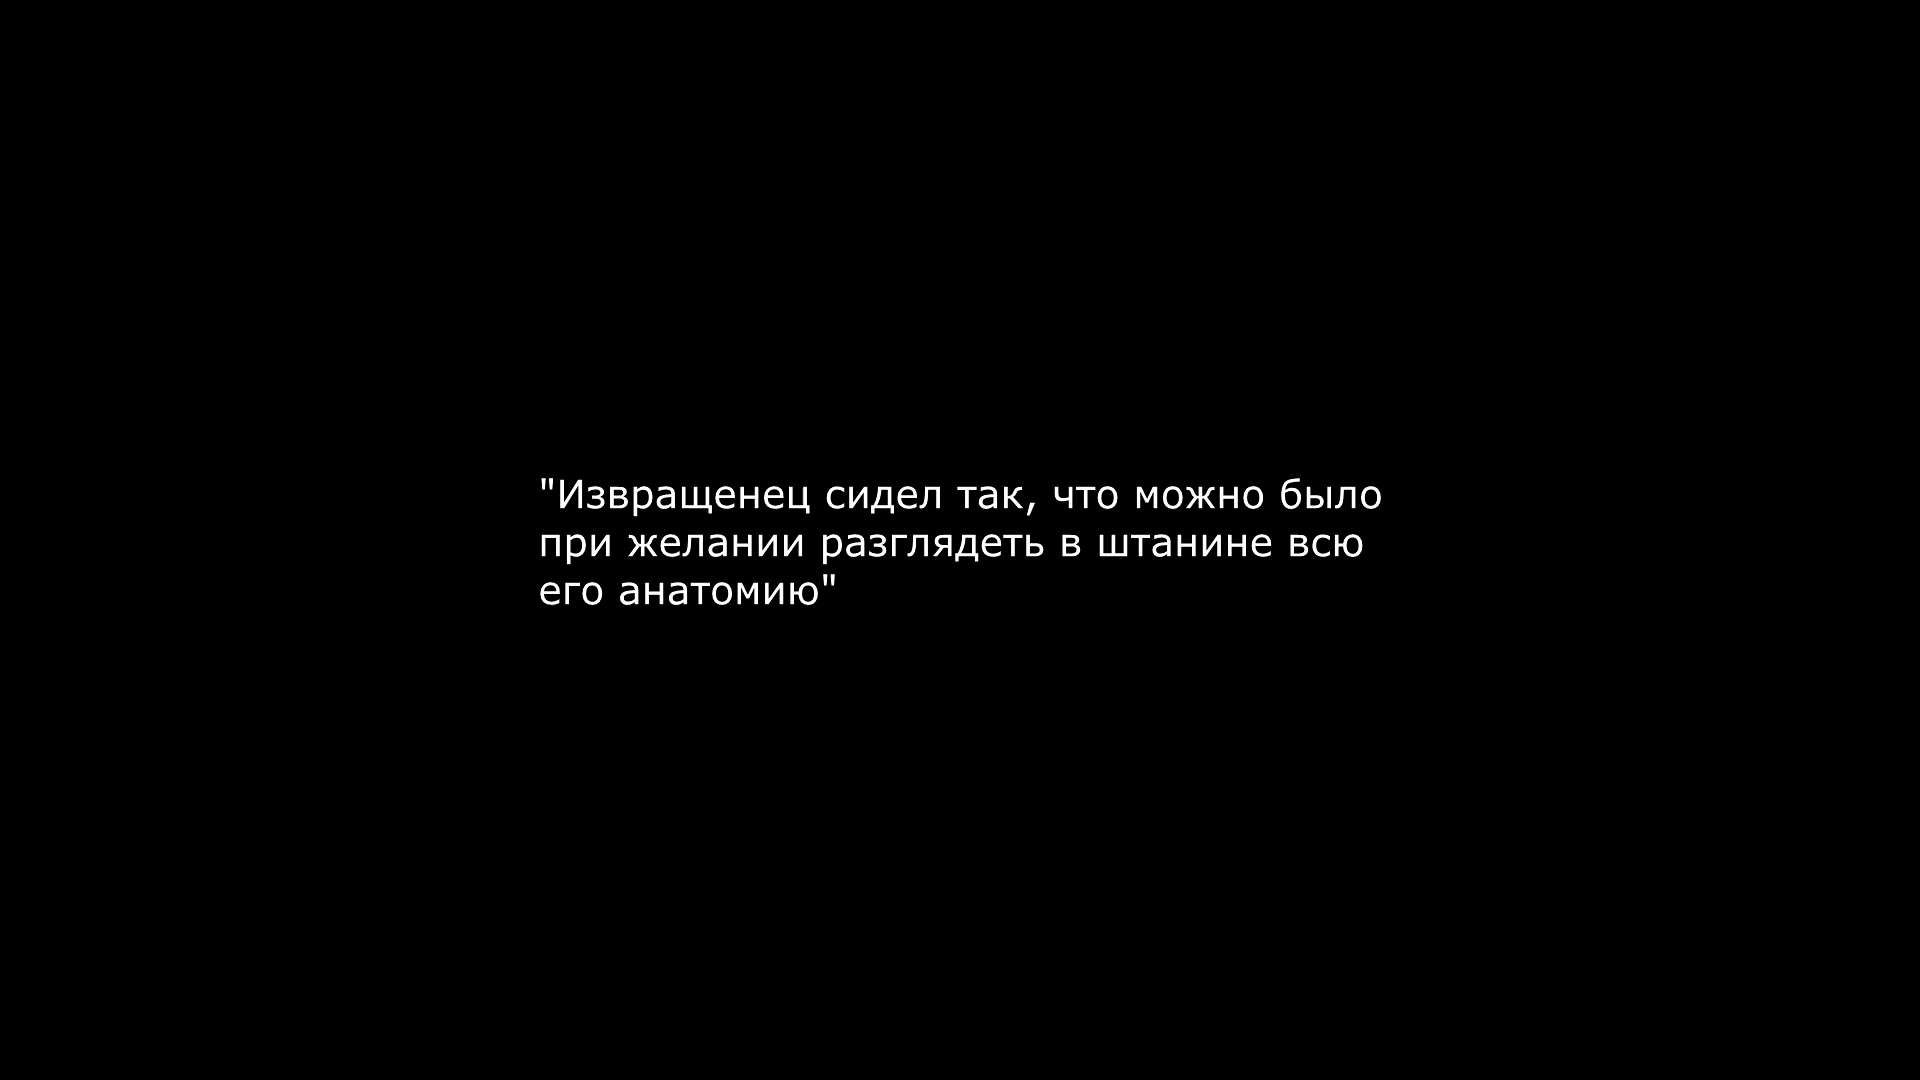 "Извращенец сидел так, что можно было
при желании разглядеть в штанине всю
его анатомию"